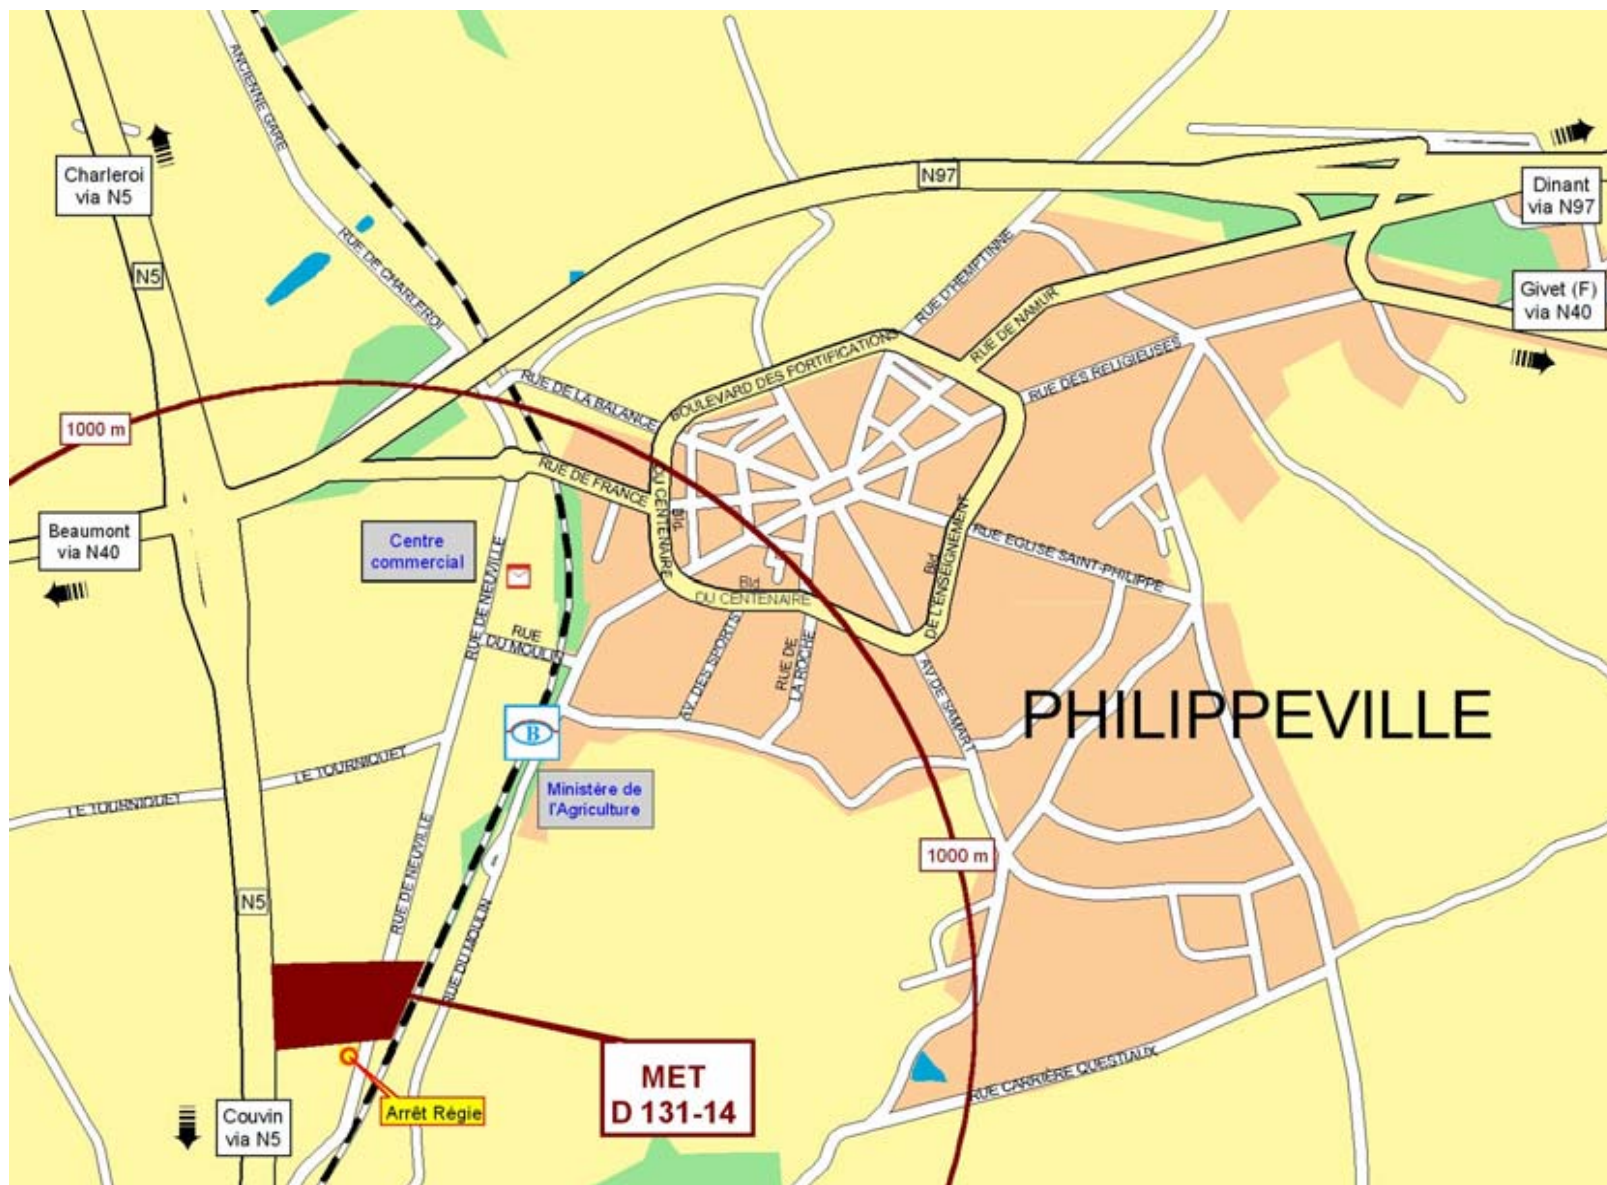 ANCIENNE GARE
Charleroi
via N5
N5
RUE DE CHARLEROI
N97
Dinant
via N97
Givet (F)
via N40
RUE D'HEMPTINNE
RUE DE NAMUR
BOULEVARD DES FORTIFICATIONS
RUE DES RELIGIEUSES
RUE DE LA BALANCE
1000 m
RUE DE FRANCE
Bld.
DU CENTENAIRE
Beaumont
via N40
Centre
commercial
RUE DE NEUVILLE
RUE EGLISE SAINT-PHILIPPE
Bld
DE L'ENSEIGNEMENT
Bld
DU CENTENAIRE
RUE
DU MOULIN
AV. DES SPORTS
RUE DE
LA ROCHE
AV. DE SAMART
PHILIPPEVILLE
B
LE TOURNIQUET
LE TOURNIQUET
Ministère de
l'Agriculture
RUE DE NEUVILLE
1000 m
N5
RUE DU MOULIN
MET
D 131-14
RUE CARRIÈRE QUESTIAUX
Arrêt Régie
Couvin
via N5